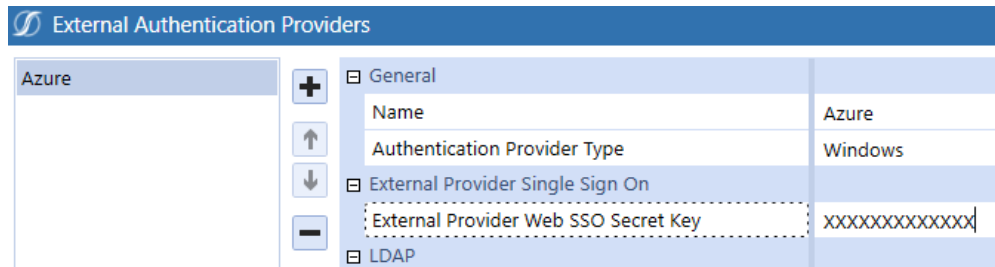 External Authentication Providers
Azure
General
Name Azure
Authentication Provider Type Windows
External Provider Single Sign On
External Provider Web SSO Secret Key XXXXXXXXXXXXX
LDAP